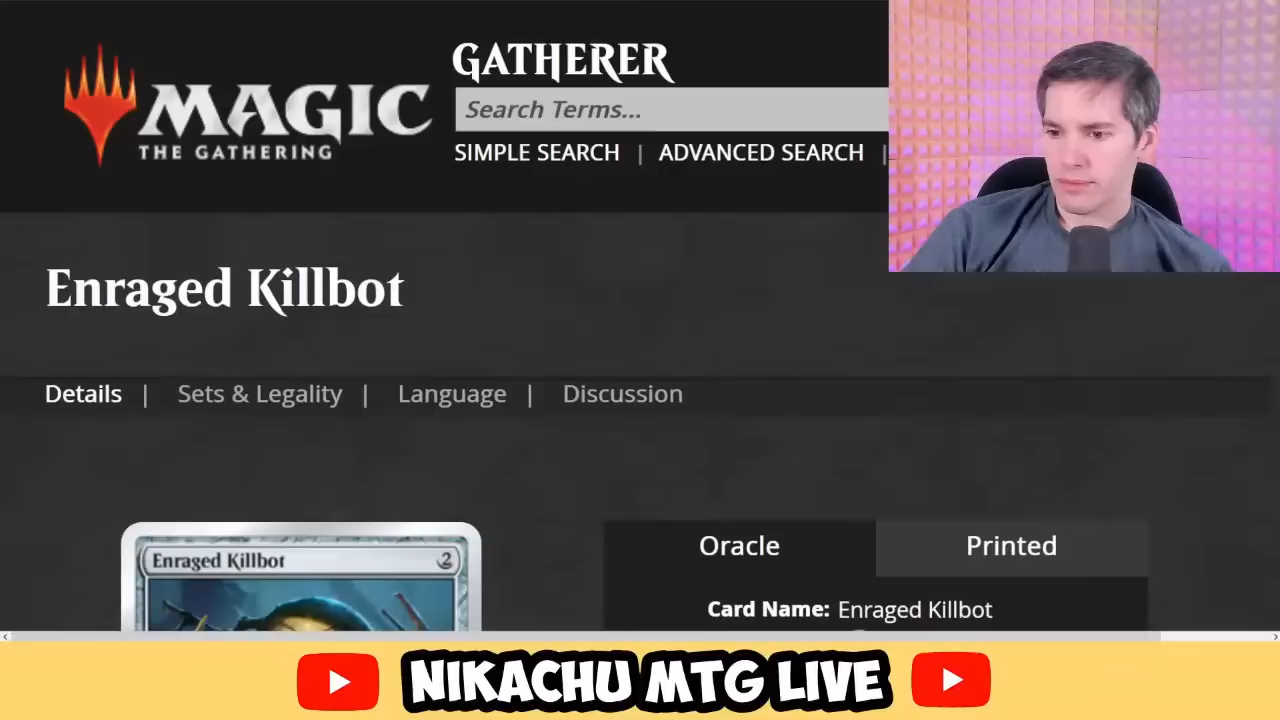 GATHERER
MAGIC
THE GATHERING
Search Terms...
SIMPLE SEARCH | ADVANCED SEARCH |
Enraged Killbot
Details | Sets & Legality | Language | Discussion
Oracle
Printed
Enraged Killbot 2
Card Name: Enraged Killbot
NIKACHU MTG LIVE